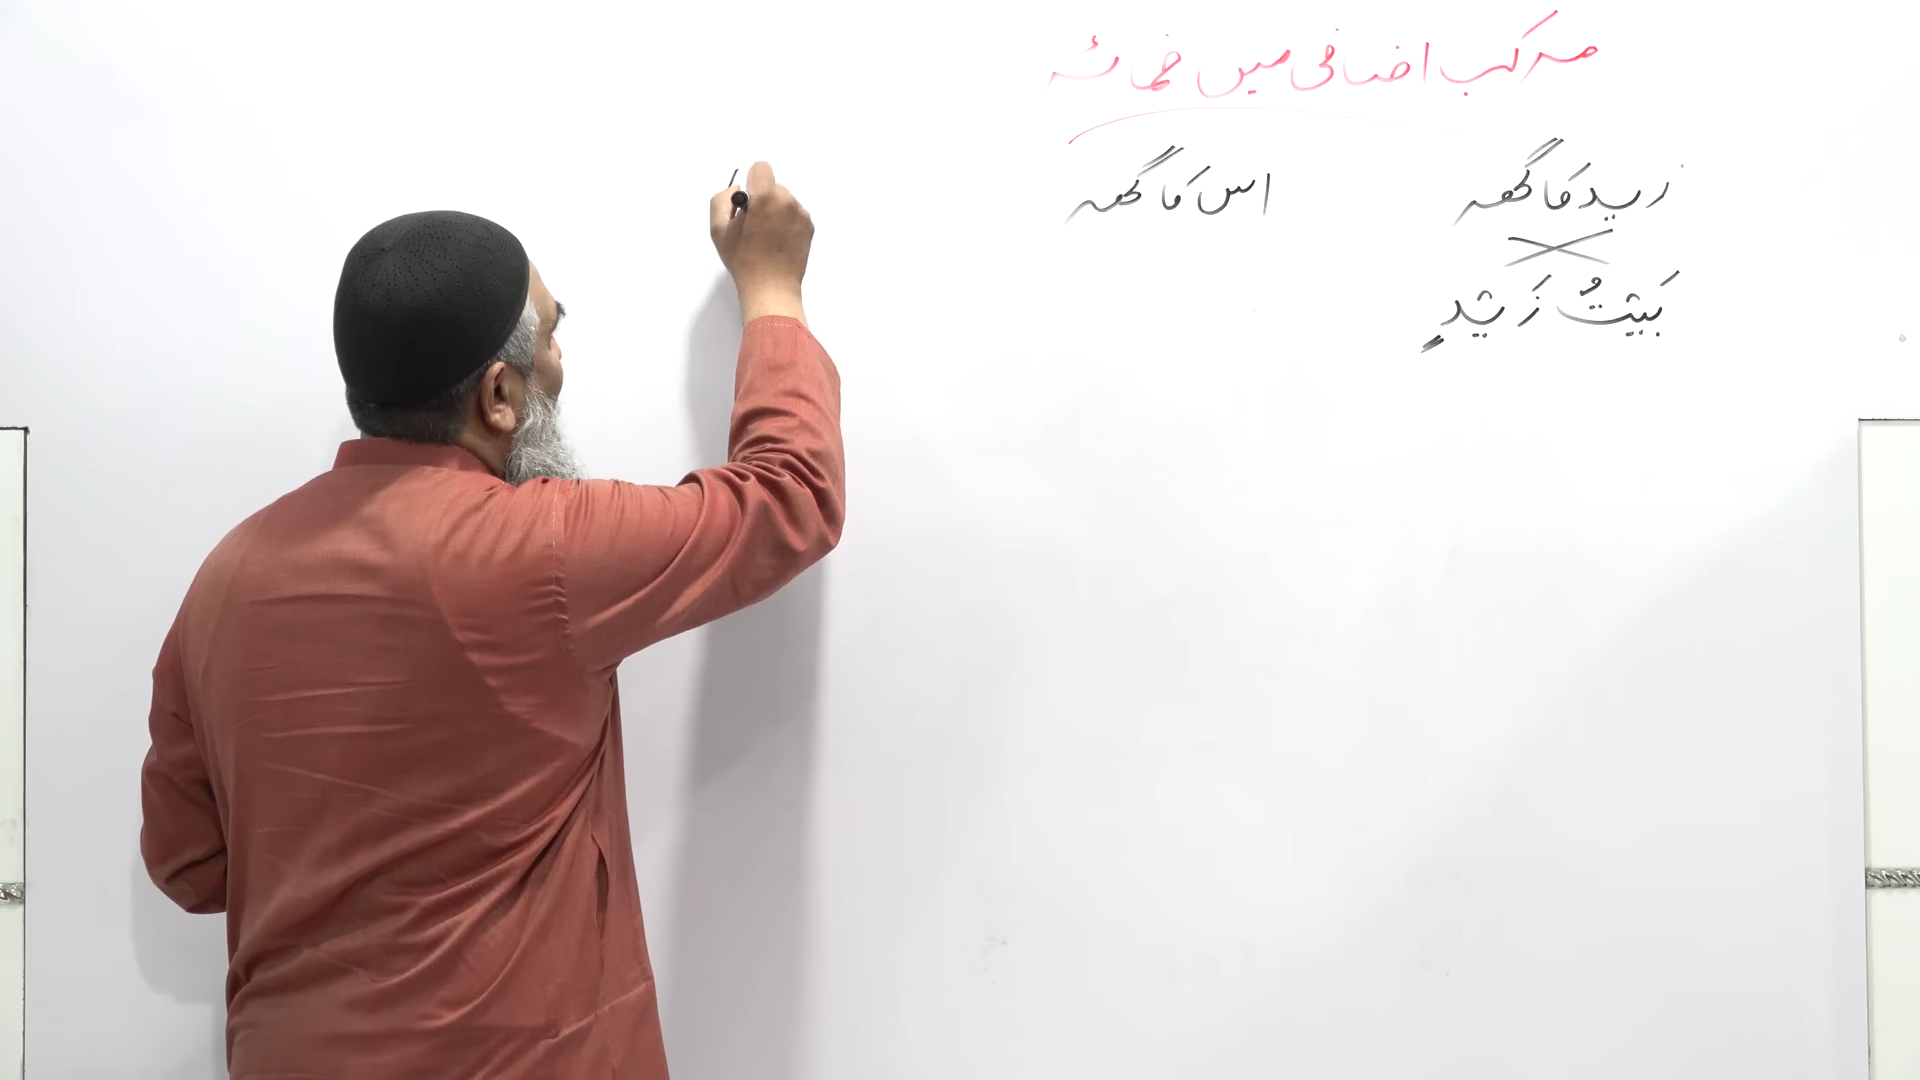 مرکب اضافی میں ضمائر
زید کا گھر
اس کا گھر
بَيْتُ زَيْدٍ